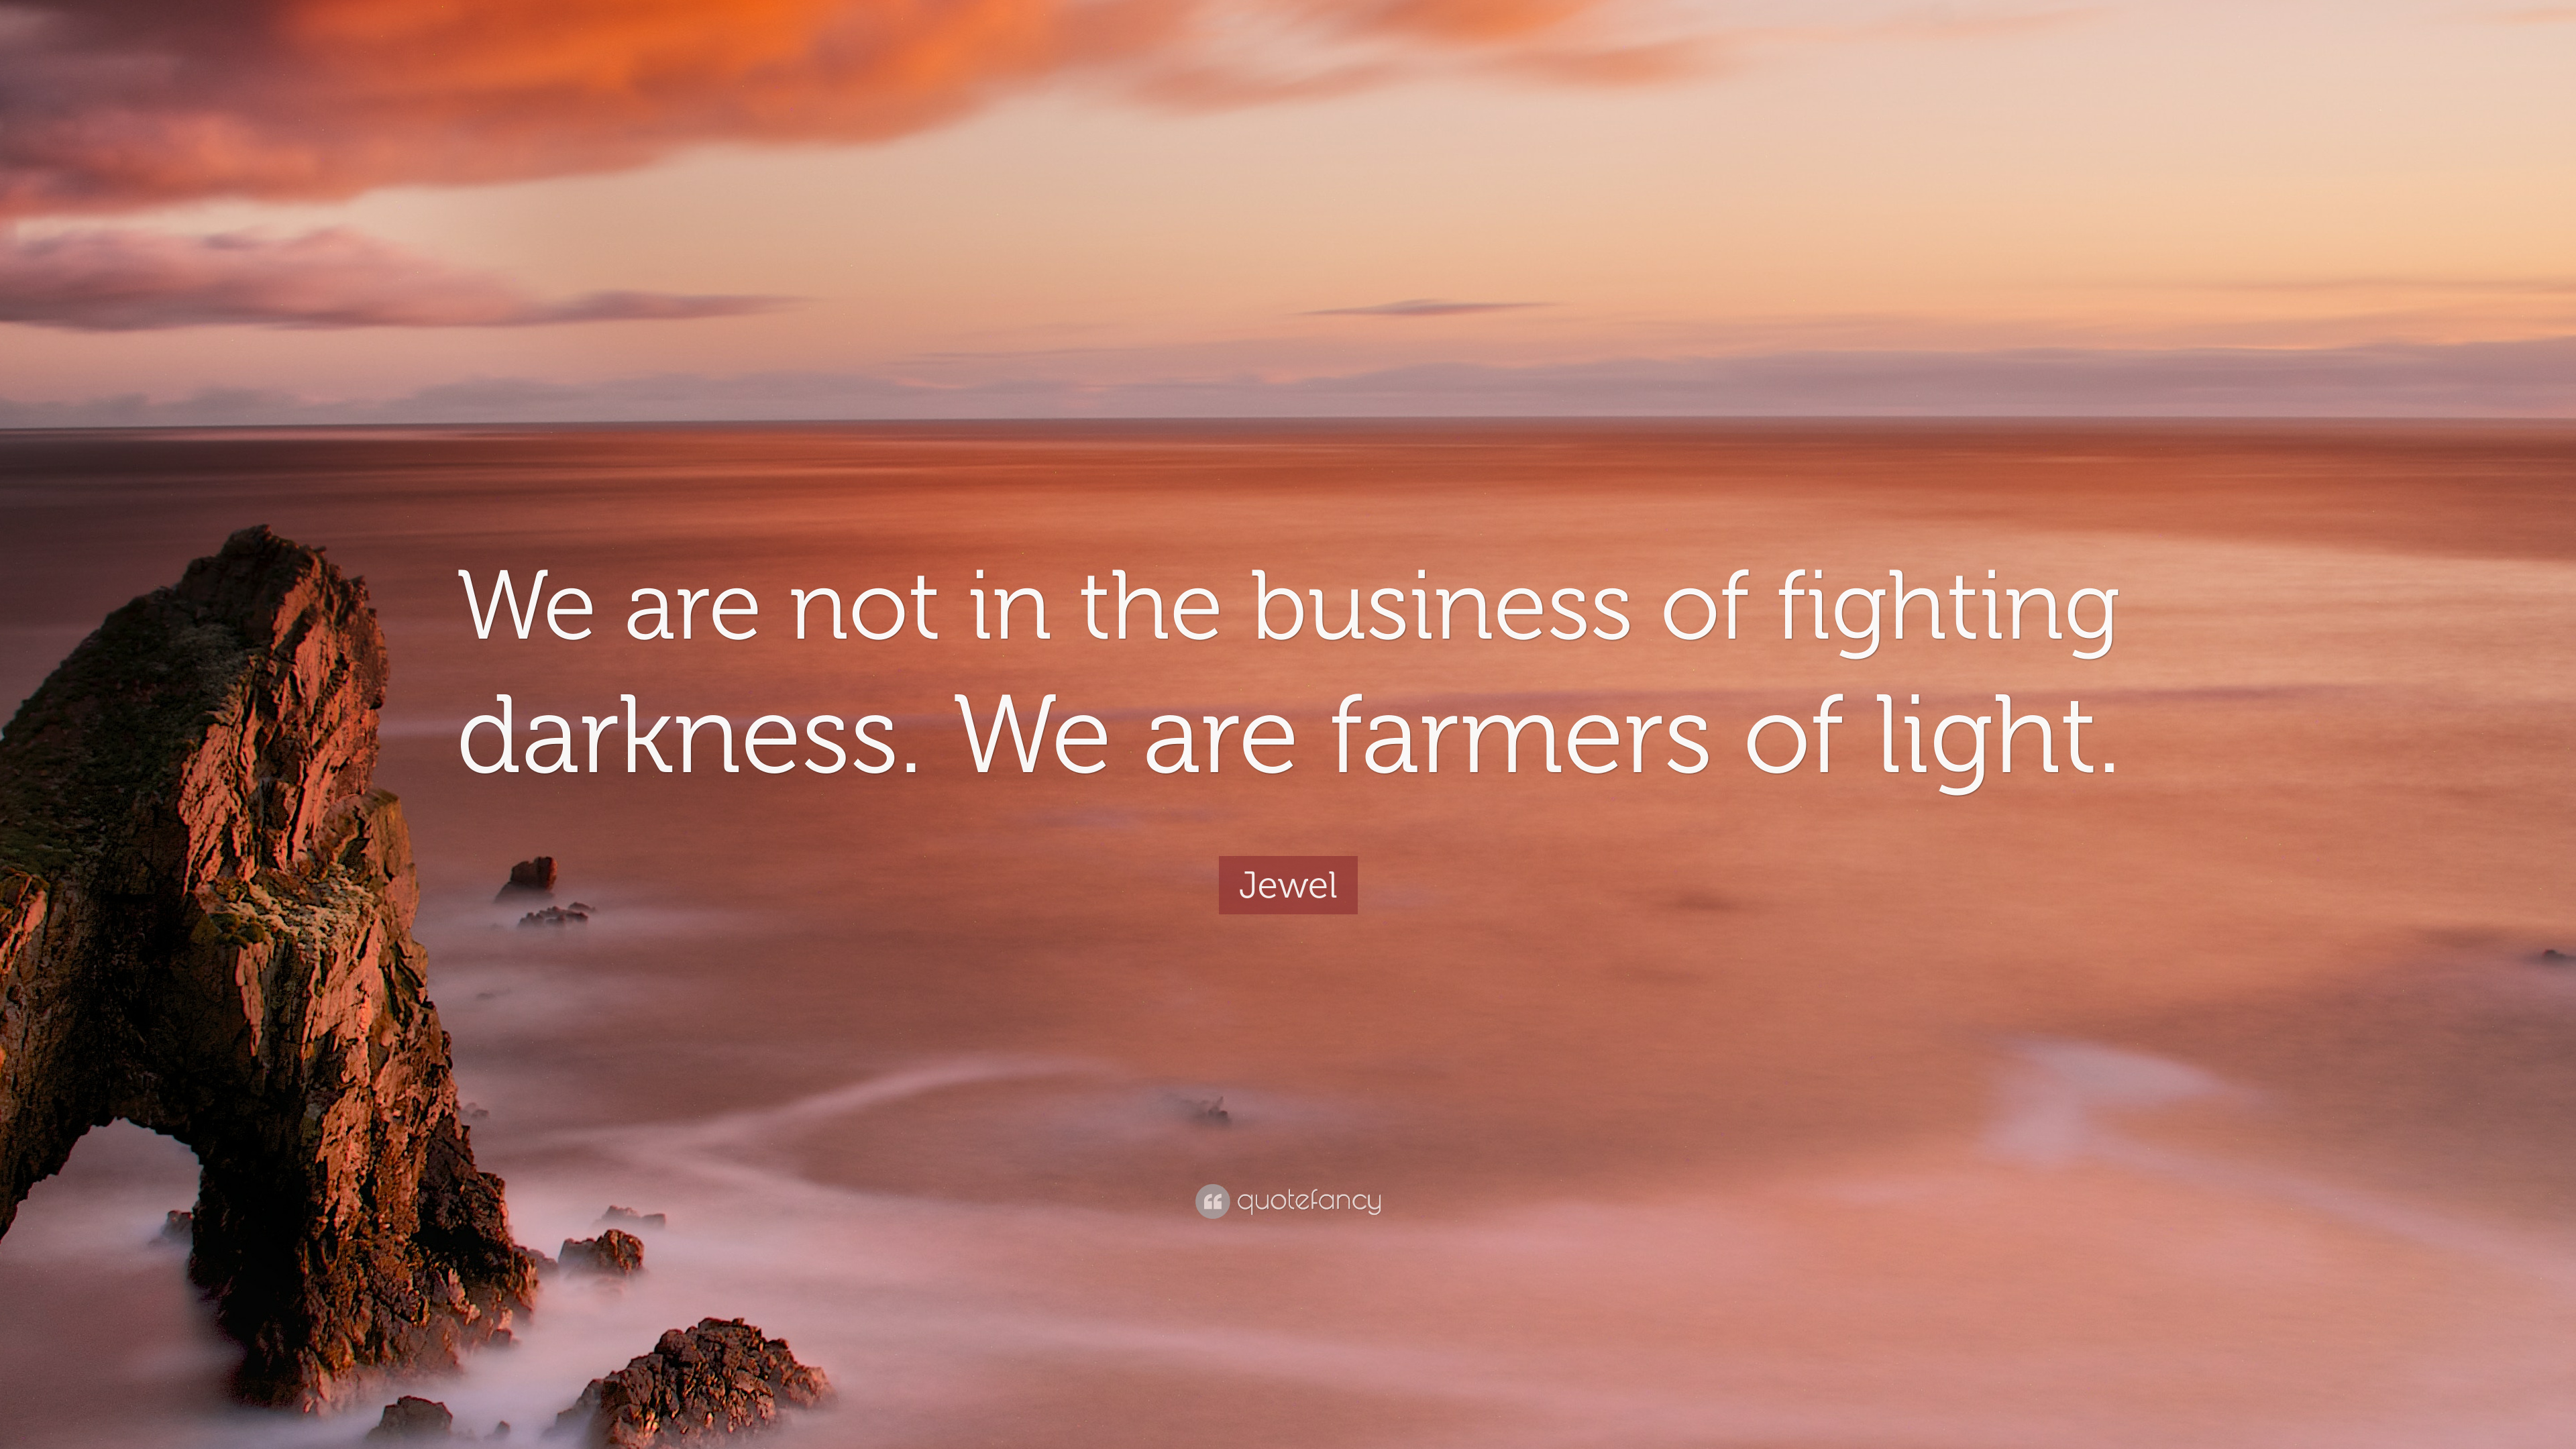 We are not in the business of fighting
darkness. We are farmers of light.
Jewel
quotefancy